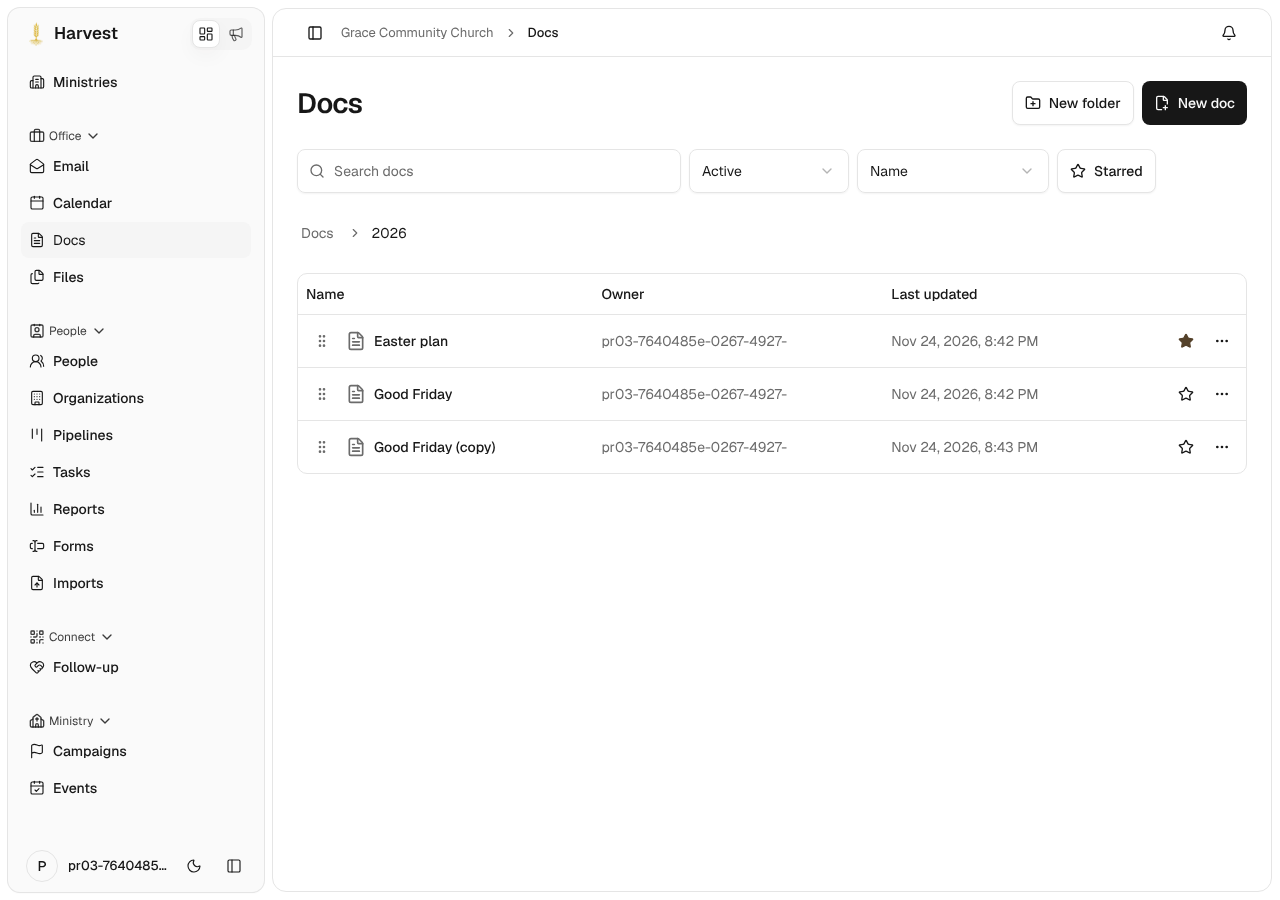 Harvest
Ministries
Office
Email
Calendar
Docs
Files
People
People
Organizations
Pipelines
Tasks
Reports
Forms
Imports
Connect
Follow-up
Ministry
Campaigns
Events
P
pr03-7640485...
Grace Community Church > Docs
Docs
New folder
New doc
Search docs
Active
Name
Starred
Docs > 2026
Name Owner Last updated
Easter plan pr03-7640485e-0267-4927- Nov 24, 2026, 8:42 PM
Good Friday pr03-7640485e-0267-4927- Nov 24, 2026, 8:42 PM
Good Friday (copy) pr03-7640485e-0267-4927- Nov 24, 2026, 8:43 PM